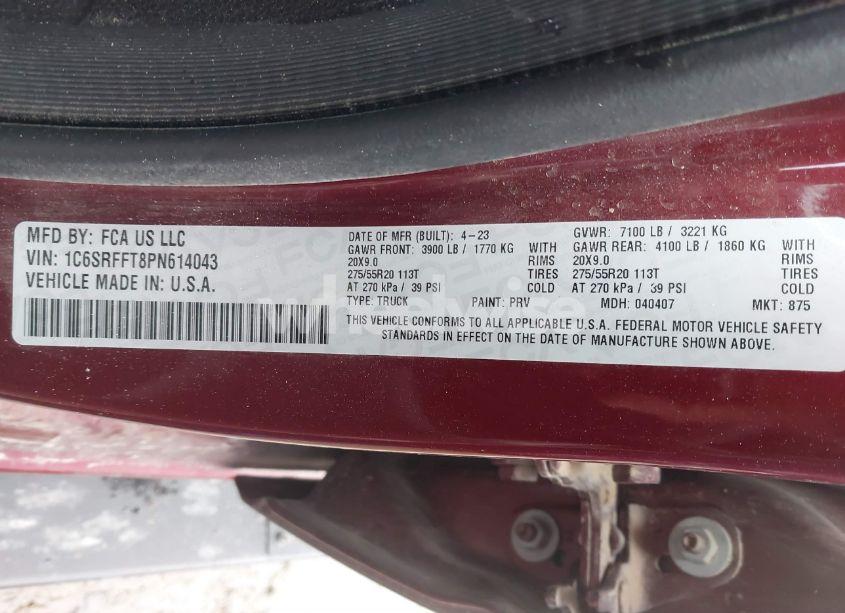 MFD BY: FCA US LLC
VIN: 1C6SRFFT8PN614043
VEHICLE MADE IN: U.S.A.
DATE OF MFR (BUILT): 4-23
GAWR FRONT: 3900 LB / 1770 KG
20X9.0 RIMS
275/55R20 113T TIRES
AT 270 kPa / 39 PSI COLD
TYPE: TRUCK PAINT: PRV
GVWR: 7100 LB / 3221 KG
GAWR REAR: 4100 LB / 1860 KG
20X9.0 RIMS
275/55R20 113T TIRES
AT 270 kPa / 39 PSI COLD
MDH: 040407 MKT: 875
THIS VEHICLE CONFORMS TO ALL APPLICABLE U.S.A. FEDERAL MOTOR VEHICLE SAFETY
STANDARDS IN EFFECT ON THE DATE OF MANUFACTURE SHOWN ABOVE.
wheelwire